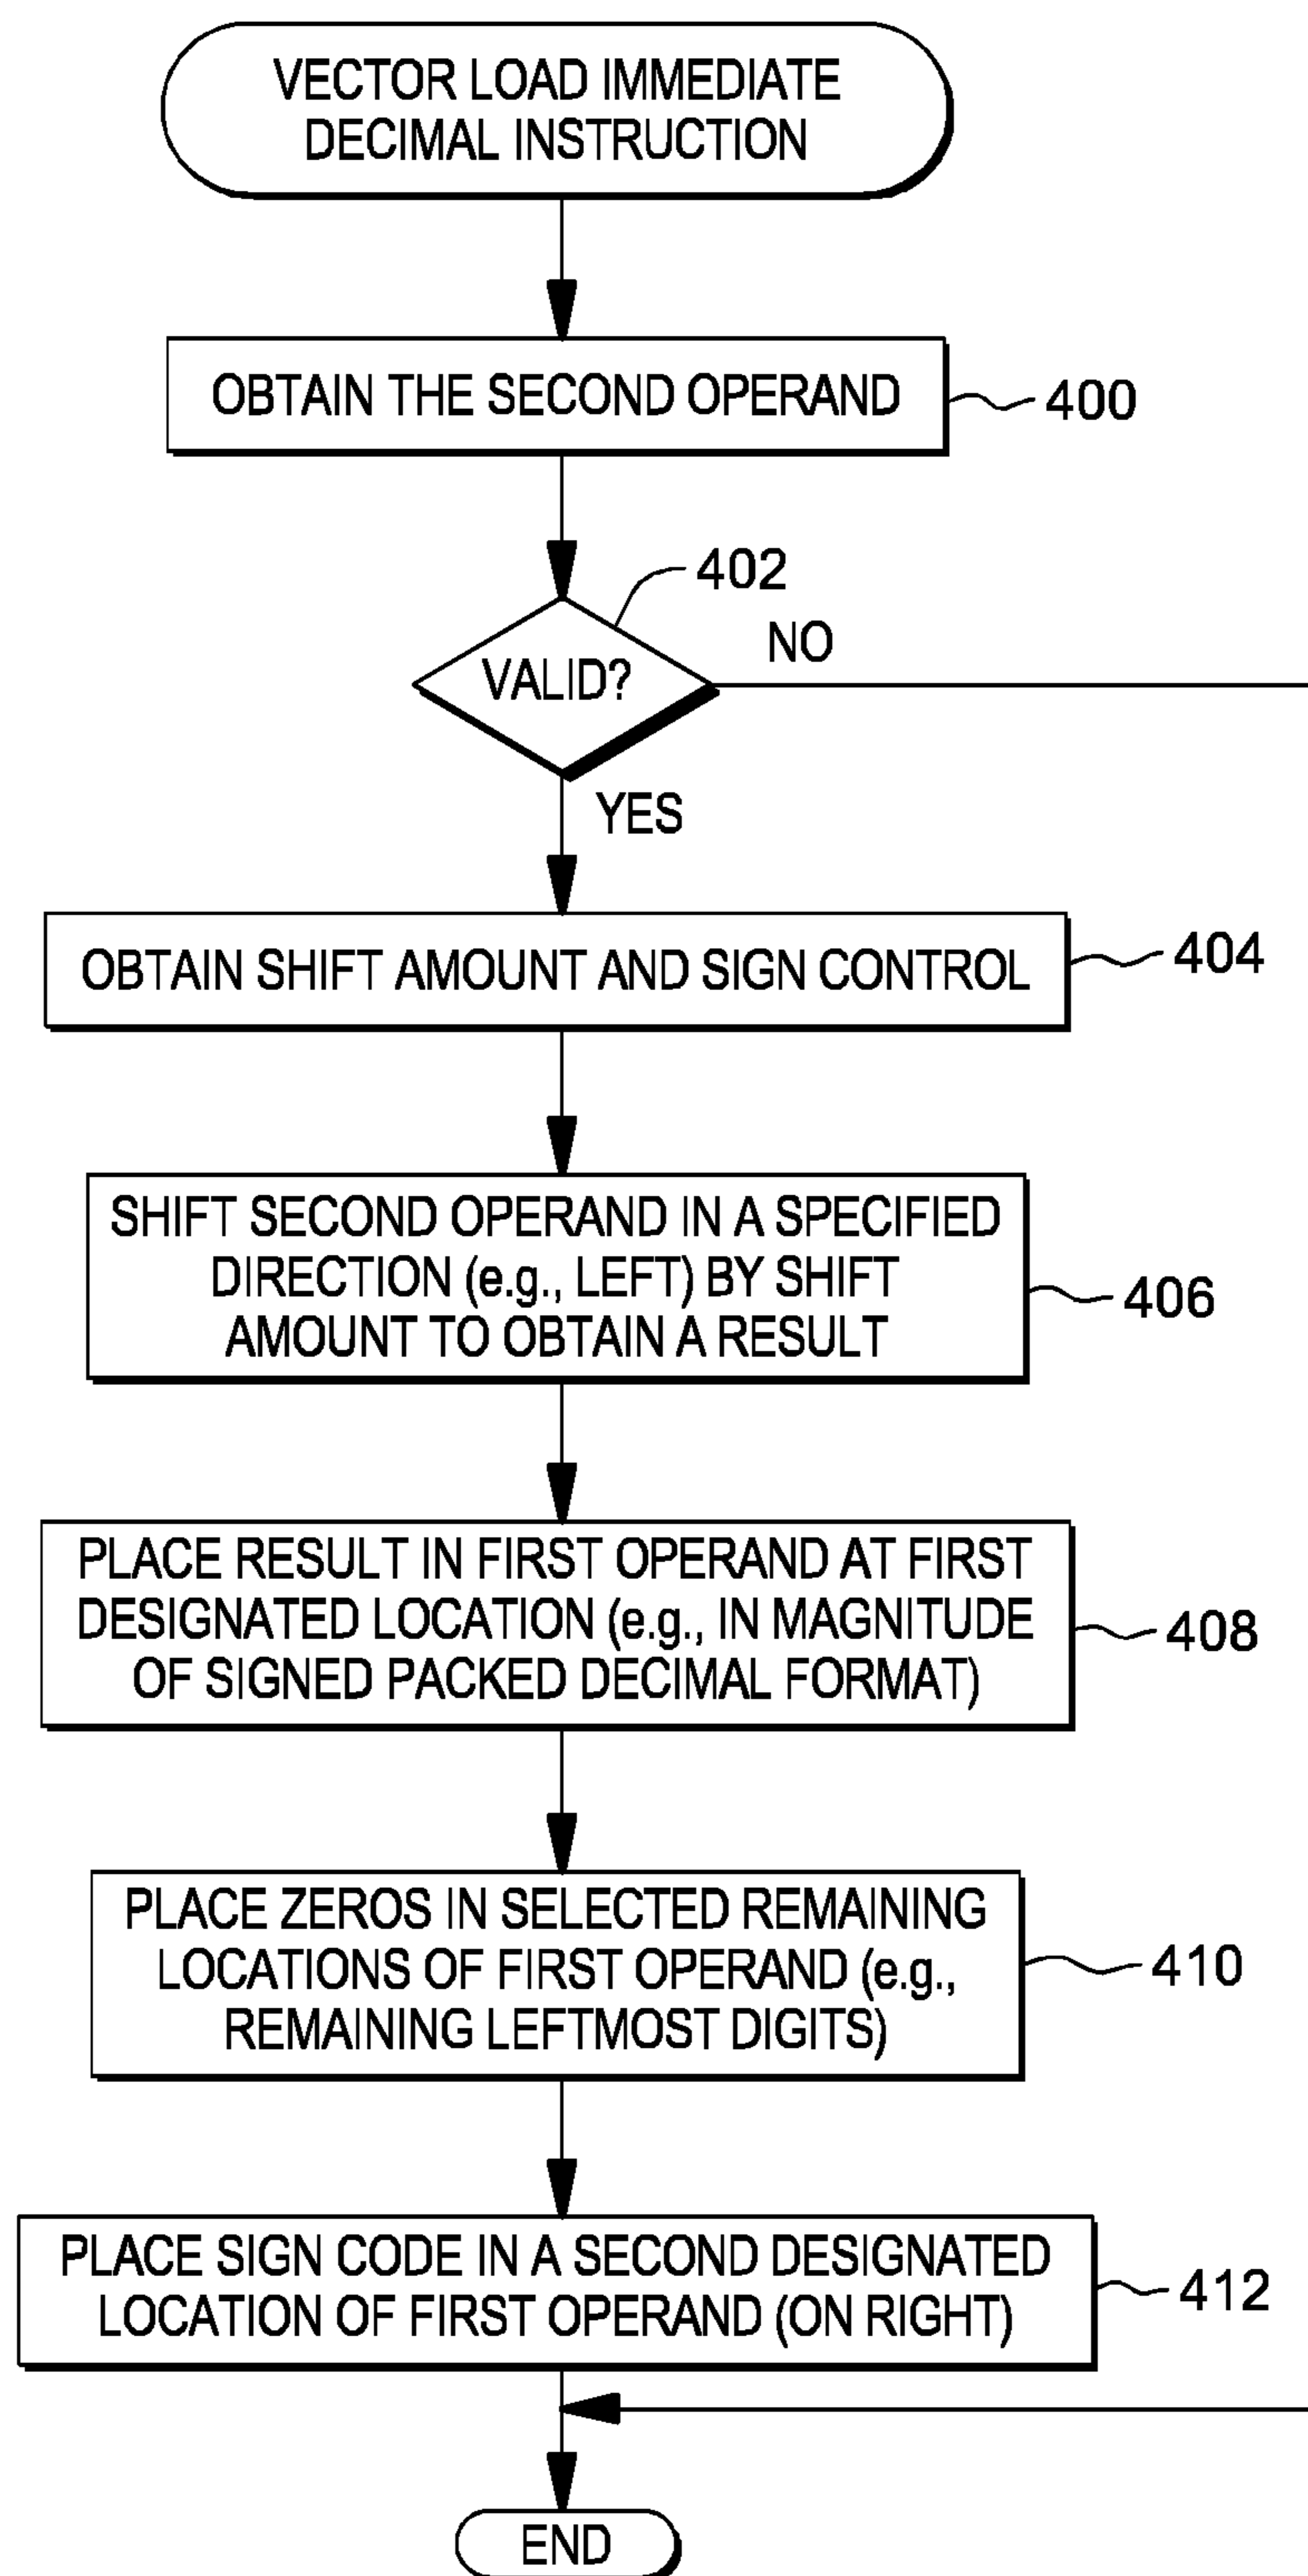 VECTOR LOAD IMMEDIATE
DECIMAL INSTRUCTION
OBTAIN THE SECOND OPERAND
400
402
VALID?
NO
YES
OBTAIN SHIFT AMOUNT AND SIGN CONTROL
404
SHIFT SECOND OPERAND IN A SPECIFIED
DIRECTION (e.g., LEFT) BY SHIFT
AMOUNT TO OBTAIN A RESULT
406
PLACE RESULT IN FIRST OPERAND AT FIRST
DESIGNATED LOCATION (e.g., IN MAGNITUDE
OF SIGNED PACKED DECIMAL FORMAT)
408
PLACE ZEROS IN SELECTED REMAINING
LOCATIONS OF FIRST OPERAND (e.g.,
REMAINING LEFTMOST DIGITS)
410
PLACE SIGN CODE IN A SECOND DESIGNATED
LOCATION OF FIRST OPERAND (ON RIGHT)
412
END